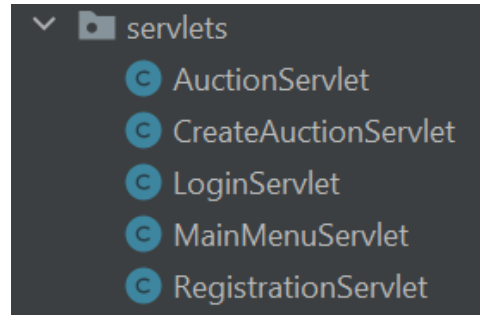 servlets
C AuctionServlet
C CreateAuctionServlet
C LoginServlet
C MainMenuServlet
C RegistrationServlet